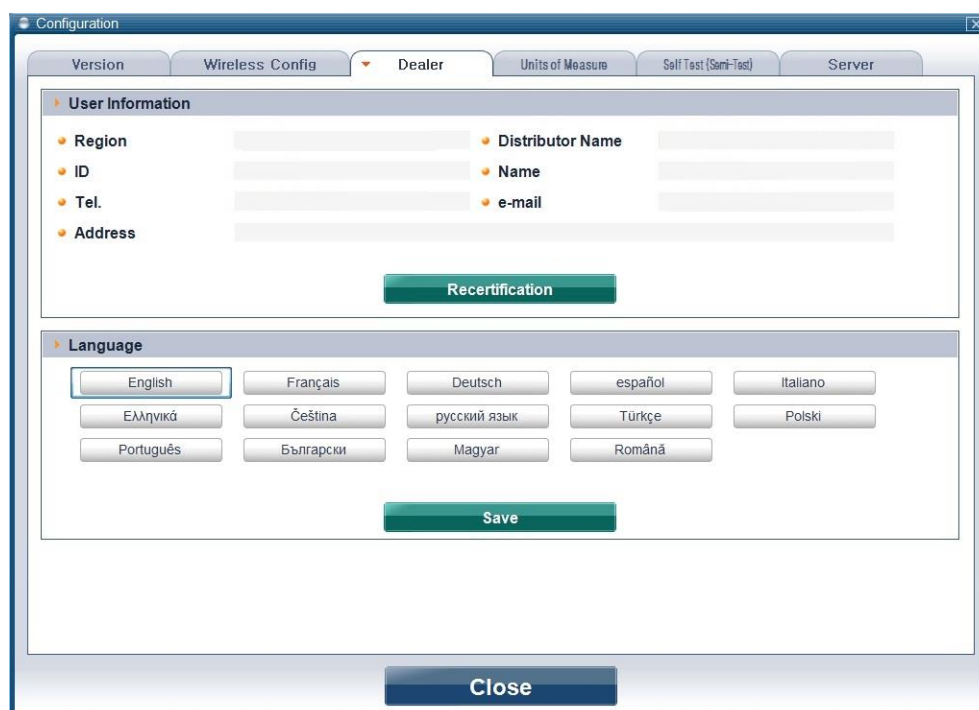 Configuration
Version Wireless Config Dealer Units of Measure Self Test (Semi-Test) Server
User Information
Region Distributor Name
ID Name
Tel. e-mail
Address
Recertification
Language
English Français Deutsch español Italiano
Ελληνικά Čeština русский язык Türkçe Polski
Português Български Magyar Română
Save
Close